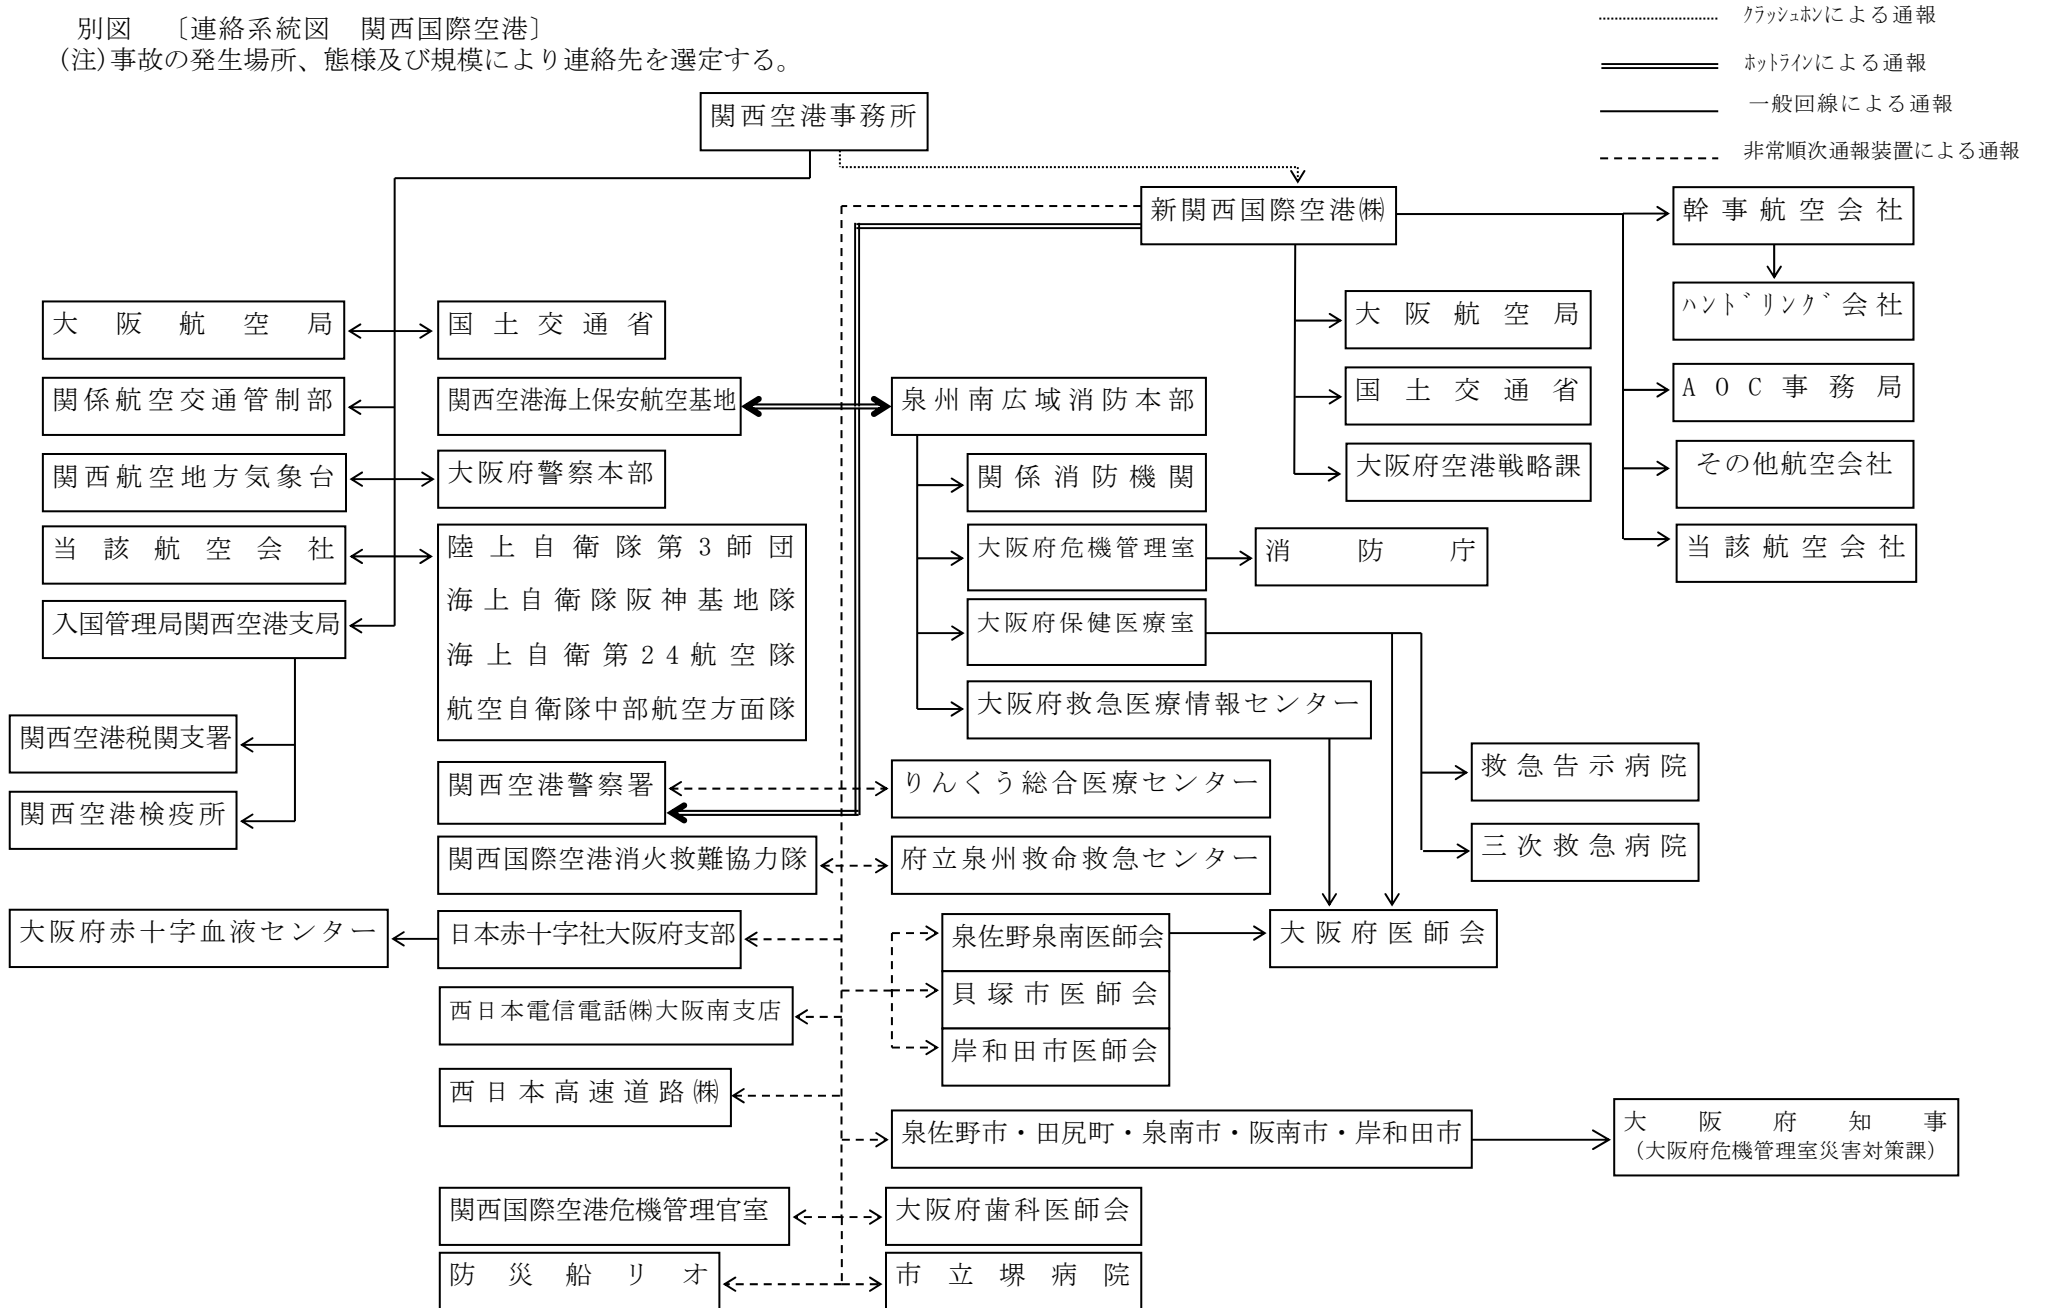 別図　〔連絡系統図　関西国際空港〕
(注)事故の発生場所、態様及び規模により連絡先を選定する。
ｸﾗｯｼｭﾎﾝによる通報
ﾎｯﾄﾗｲﾝによる通報
一般回線による通報
非常順次通報装置による通報
関西空港事務所
新関西国際空港㈱
幹事航空会社
ﾊﾝﾄﾞﾘﾝｸﾞ会社
大阪航空局
国土交通省
大阪航空局
関係航空交通管制部
関西空港海上保安航空基地
泉州南広域消防本部
国土交通省
AOC事務局
関西航空地方気象台
大阪府警察本部
関係消防機関
大阪府空港戦略課
その他航空会社
当該航空会社
陸上自衛隊第3師団
海上自衛隊阪神基地隊
海上自衛第24航空隊
航空自衛隊中部航空方面隊
大阪府危機管理室
消防庁
当該航空会社
入国管理局関西空港支局
大阪府保健医療室
大阪府救急医療情報センター
関西空港税関支署
関西空港検疫所
関西空港警察署
りんくう総合医療センター
救急告示病院
関西国際空港消火救難協力隊
府立泉州救命救急センター
三次救急病院
大阪府赤十字血液センター
日本赤十字社大阪府支部
泉佐野泉南医師会
大阪府医師会
貝塚市医師会
岸和田市医師会
西日本電信電話㈱大阪南支店
西日本高速道路㈱
泉佐野市・田尻町・泉南市・阪南市・岸和田市
大阪府知事
（大阪府危機管理室災害対策課）
関西国際空港危機管理官室
大阪府歯科医師会
防災船リオ
市立堺病院